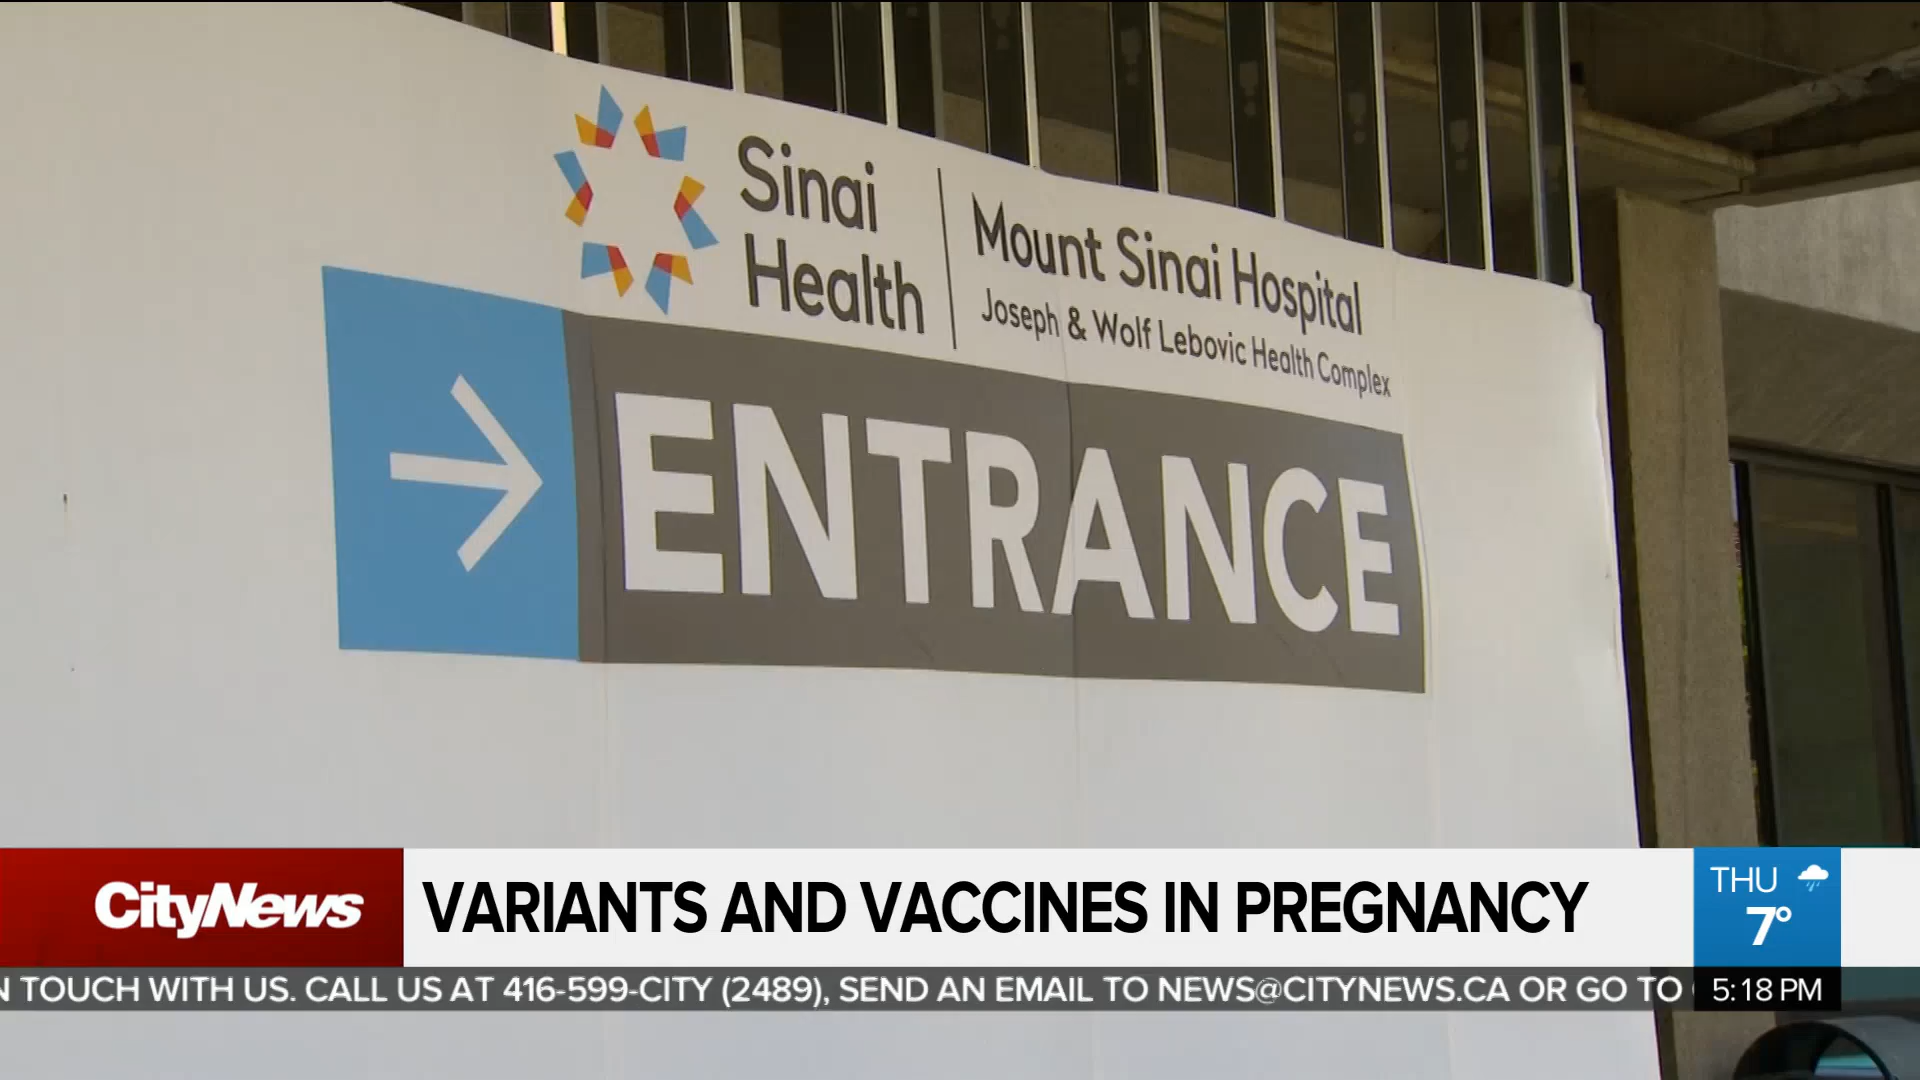 Sinai
Health
Mount Sinai Hospital
Joseph & Wolf Lebovic Health Complex
ENTRANCE
CityNews
VARIANTS AND VACCINES IN PREGNANCY
THU
7°
N TOUCH WITH US. CALL US AT 416-599-CITY (2489), SEND AN EMAIL TO NEWS@CITYNEWS.CA OR GO TO
5:18 PM